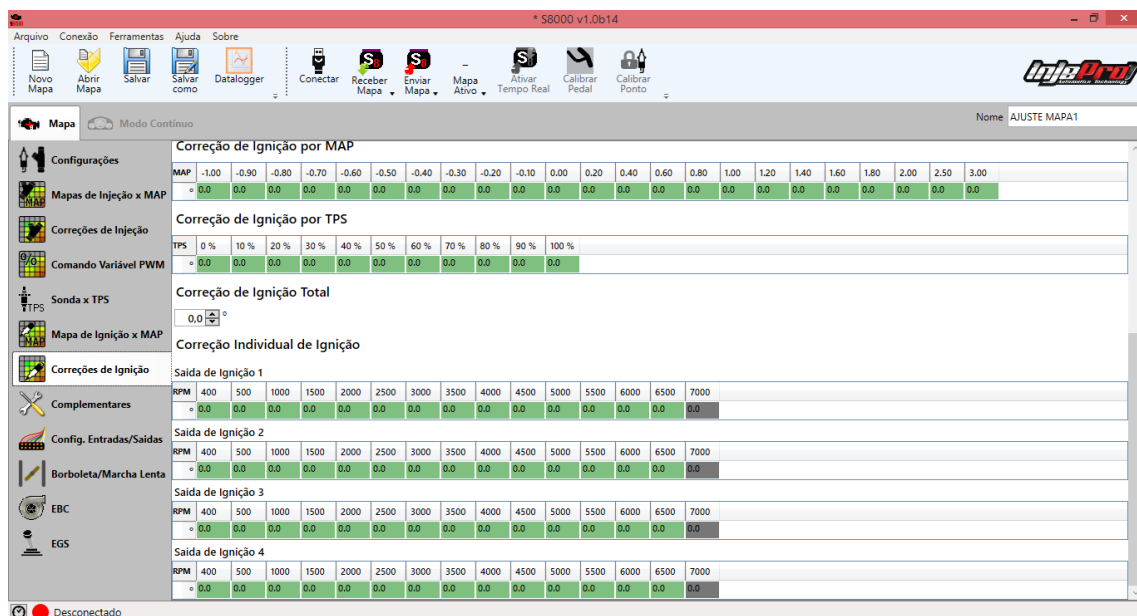 * S8000 v1.0b14
Arquivo Conexão Ferramentas Ajuda Sobre
Novo Mapa
Abrir Mapa
Salvar
Salvar como
Datalogger
Conectar
Receber Mapa
Enviar Mapa
Mapa Ativo
Ativar Tempo Real
Calibrar Pedal
Calibrar Ponto
InjePro
Automotive Technology
Mapa
Modo Contínuo
Nome AJUSTE MAPA1
Configurações
Mapas de Injeção x MAP
Correções de Injeção
Comando Variável PWM
Sonda x TPS
Mapa de Ignição x MAP
Correções de Ignição
Complementares
Config. Entradas/Saidas
Borboleta/Marcha Lenta
EBC
EGS
Correção de Ignição por MAP
MAP -1.00 -0.90 -0.80 -0.70 -0.60 -0.50 -0.40 -0.30 -0.20 -0.10 0.00 0.20 0.40 0.60 0.80 1.00 1.20 1.40 1.60 1.80 2.00 2.50 3.00
° 0.0 0.0 0.0 0.0 0.0 0.0 0.0 0.0 0.0 0.0 0.0 0.0 0.0 0.0 0.0 0.0 0.0 0.0 0.0 0.0 0.0 0.0 0.0
Correção de Ignição por TPS
TPS 0 % 10 % 20 % 30 % 40 % 50 % 60 % 70 % 80 % 90 % 100 %
° 0.0 0.0 0.0 0.0 0.0 0.0 0.0 0.0 0.0 0.0 0.0
Correção de Ignição Total
0,0 °
Correção Individual de Ignição
Saida de Ignição 1
RPM 400 500 1000 1500 2000 2500 3000 3500 4000 4500 5000 5500 6000 6500 7000
° 0.0 0.0 0.0 0.0 0.0 0.0 0.0 0.0 0.0 0.0 0.0 0.0 0.0 0.0 0.0
Saida de Ignição 2
RPM 400 500 1000 1500 2000 2500 3000 3500 4000 4500 5000 5500 6000 6500 7000
° 0.0 0.0 0.0 0.0 0.0 0.0 0.0 0.0 0.0 0.0 0.0 0.0 0.0 0.0 0.0
Saida de Ignição 3
RPM 400 500 1000 1500 2000 2500 3000 3500 4000 4500 5000 5500 6000 6500 7000
° 0.0 0.0 0.0 0.0 0.0 0.0 0.0 0.0 0.0 0.0 0.0 0.0 0.0 0.0 0.0
Saida de Ignição 4
RPM 400 500 1000 1500 2000 2500 3000 3500 4000 4500 5000 5500 6000 6500 7000
° 0.0 0.0 0.0 0.0 0.0 0.0 0.0 0.0 0.0 0.0 0.0 0.0 0.0 0.0 0.0
Desconectado